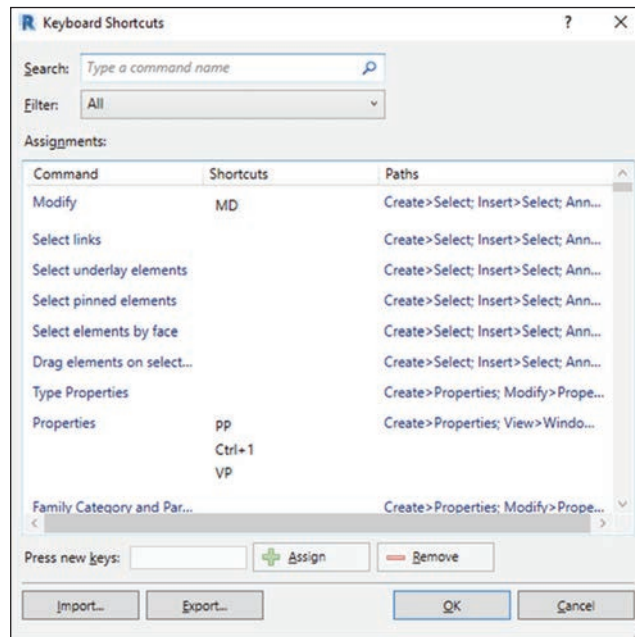 R Keyboard Shortcuts ? ×
Search: Type a command name
Filter: All
Assignments:
Command Shortcuts Paths
Modify MD Create>Select; Insert>Select; Ann...
Select links Create>Select; Insert>Select; Ann...
Select underlay elements Create>Select; Insert>Select; Ann...
Select pinned elements Create>Select; Insert>Select; Ann...
Select elements by face Create>Select; Insert>Select; Ann...
Drag elements on select... Create>Select; Insert>Select; Ann...
Type Properties Create>Properties; Modify>Prope...
Properties pp Create>Properties; View>Windo...
Ctrl+1
VP
Family Category and Par... Create>Properties; Modify>Prope...
Press new keys: Assign Remove
Import... Export... OK Cancel